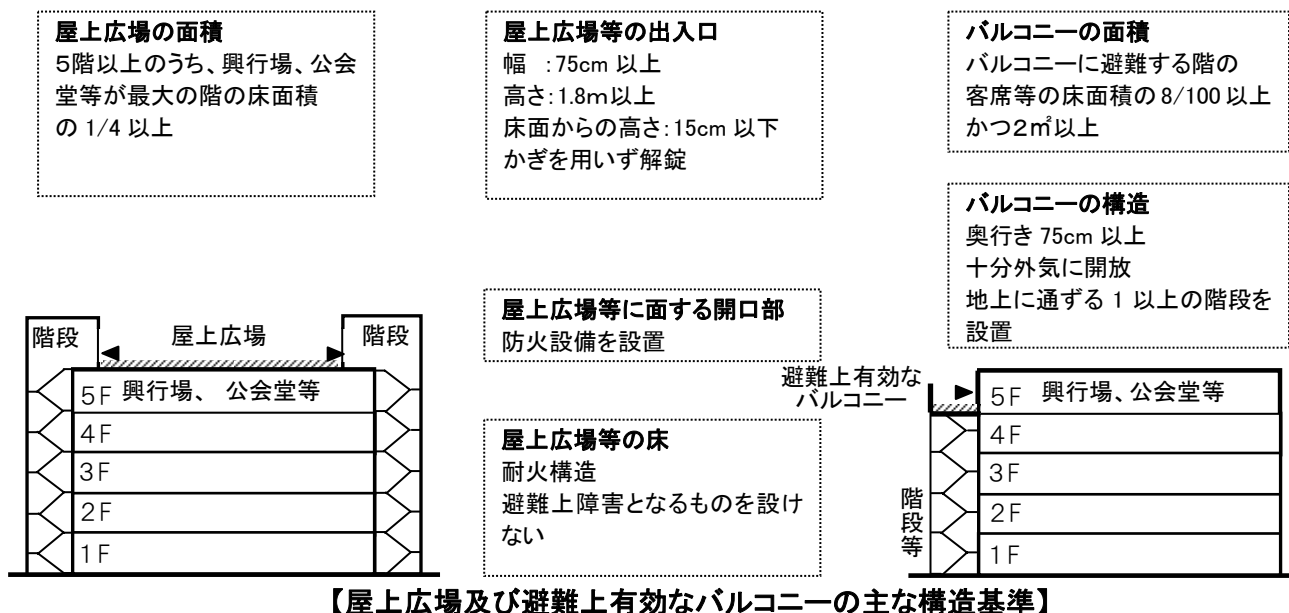 屋上広場の面積
5階以上のうち、興行場、公会
堂等が最大の階の床面積
の 1/4 以上
屋上広場等の出入口
幅 :75cm 以上
高さ:1.8m以上
床面からの高さ:15cm 以下
かぎを用いず解錠
バルコニーの面積
バルコニーに避難する階の
客席等の床面積の 8/100 以上
かつ2㎡以上
バルコニーの構造
奥行き 75cm 以上
十分外気に開放
地上に通ずる 1 以上の階段を
設置
屋上広場等に面する開口部
防火設備を設置
屋上広場等の床
耐火構造
避難上障害となるものを設け
ない
階段 屋上広場 階段
5F 興行場、 公会堂等
4F
3F
2F
1F
避難上有効な
バルコニー
5F 興行場、公会堂等
4F
3F
2F
1F
階段等
【屋上広場及び避難上有効なバルコニーの主な構造基準】